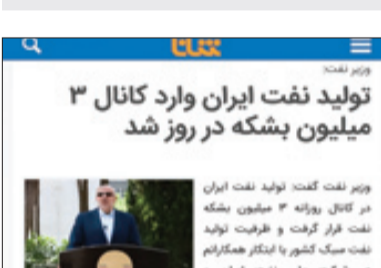 شانا
وزیر نفت:
تولید نفت ایران وارد کانال ۳
میلیون بشکه در روز شد
وزیر نفت گفت: تولید نفت ایران
در کانال روزانه ۳ میلیون بشکه
نفت قرار گرفت و ظرفیت تولید
نفت سبک کشور با ابتکار همکارانم